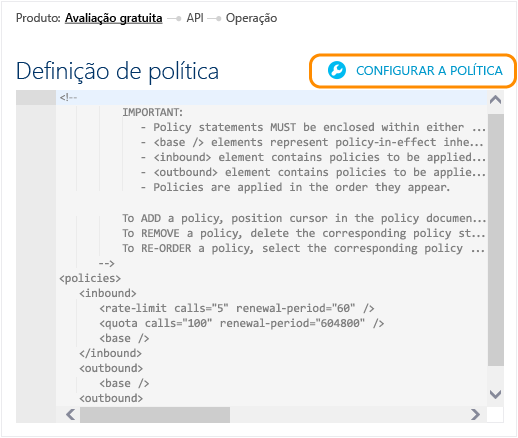 Produto: Avaliação gratuita API Operação
Definição de política
CONFIGURAR A POLÍTICA
<!--
IMPORTANT:
- Policy statements MUST be enclosed within either ...
- <base /> elements represent policy-in-effect inhe...
- <inbound> element contains policies to be applied...
- <outbound> element contains policies to be applie...
- Policies are applied in the order they appear.
To ADD a policy, position cursor in the policy documen...
To REMOVE a policy, delete the corresponding policy st...
To RE-ORDER a policy, select the corresponding policy ...
-->
<policies>
<inbound>
<rate-limit calls="5" renewal-period="60" />
<quota calls="100" renewal-period="604800" />
<base />
</inbound>
<outbound>
<base />
<outbound>